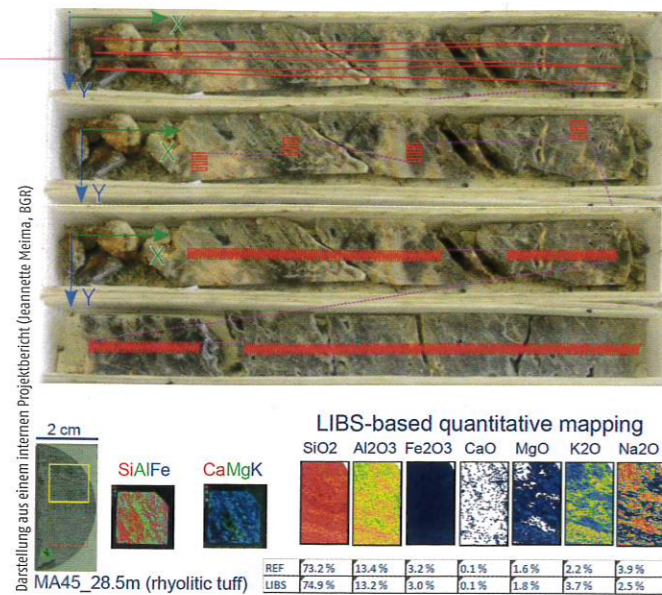 X
Y
X
Y
X
Y
Darstellung aus einem internen Projektbericht (Jeannette Meima, BGR)
2 cm
SiAlFe
CaMgK
MA45_28.5m (rhyolitic tuff)
LIBS-based quantitative mapping
SiO2 Al2O3 Fe2O3 CaO MgO K2O Na2O
REF 73.2 % 13.4 % 3.2 % 0.1 % 1.6 % 2.2 % 3.9 %
LIBS 74.9 % 13.2 % 3.0 % 0.1 % 1.8 % 3.7 % 2.5 %